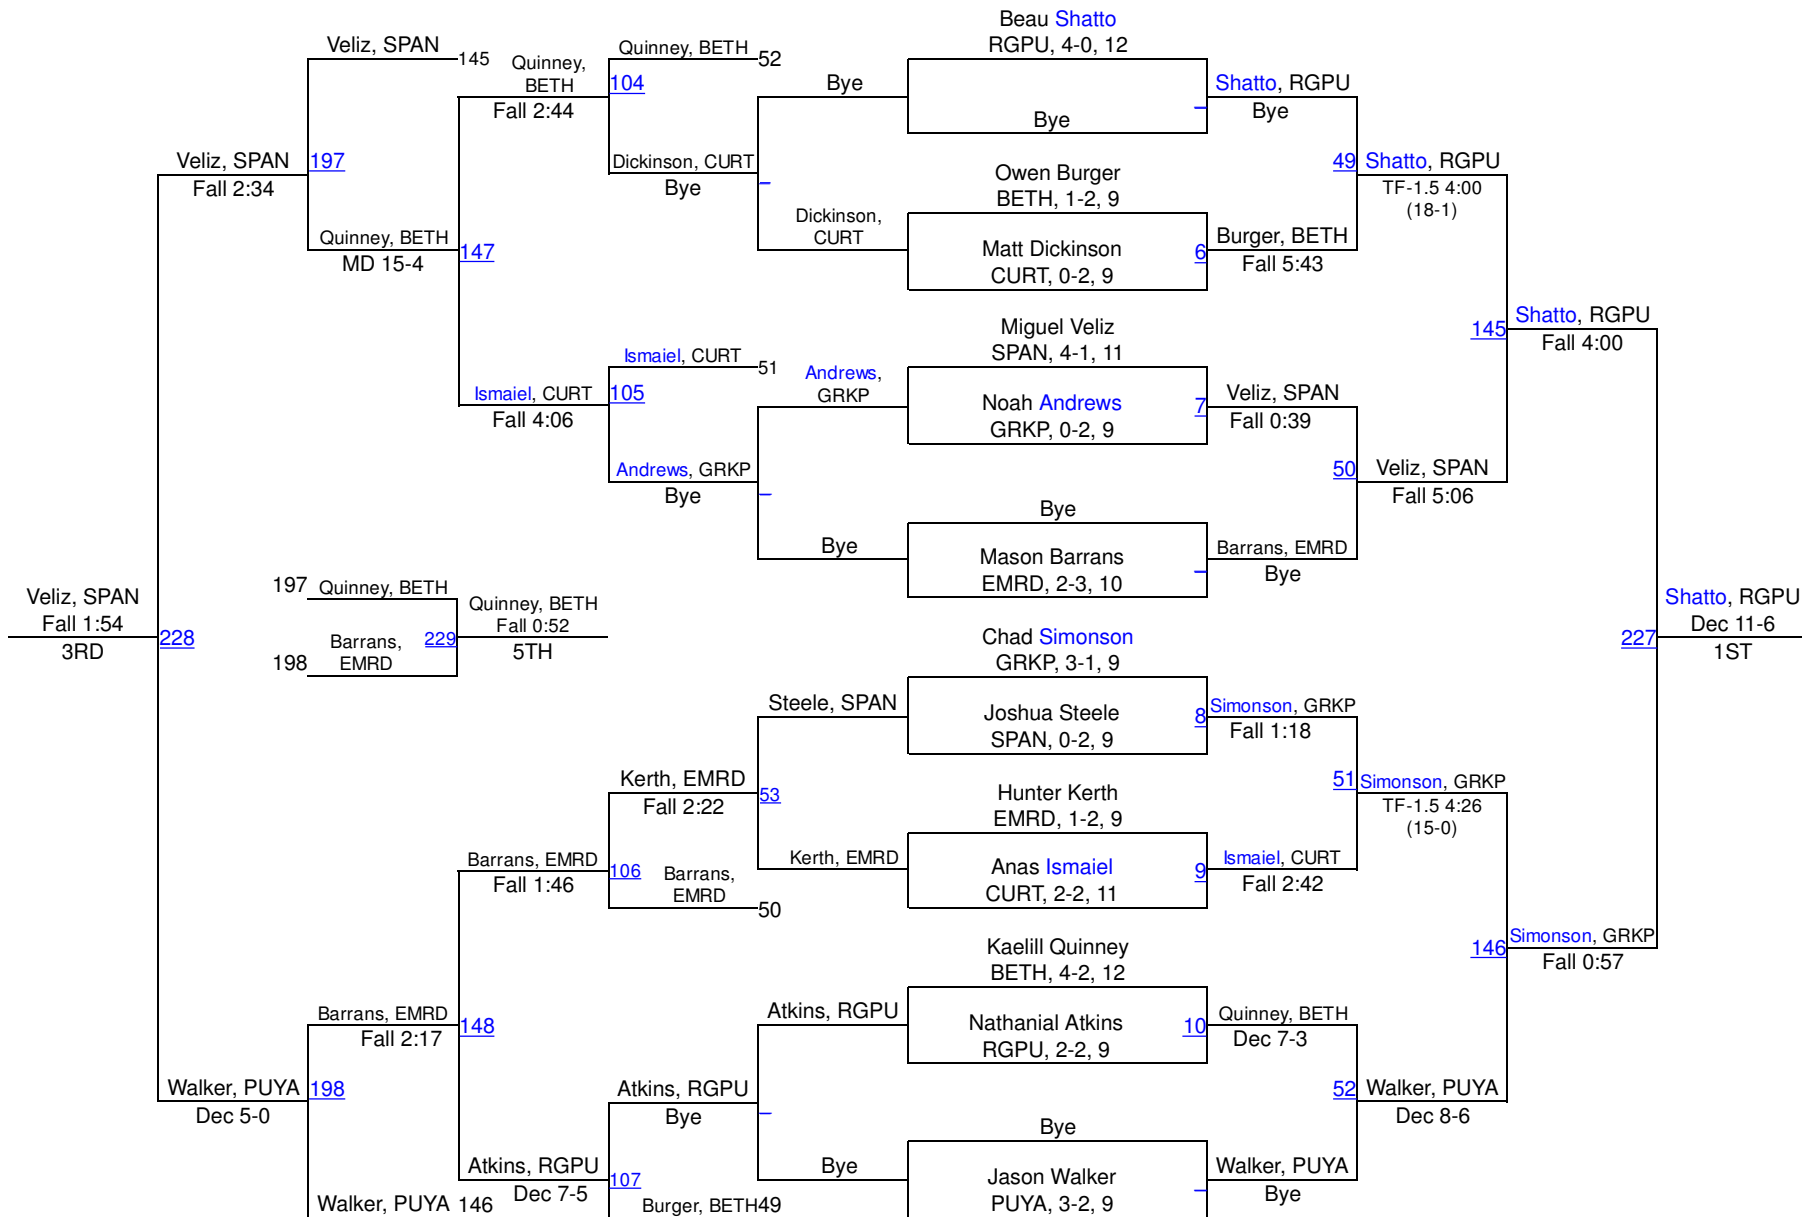 Beau Shatto
RGPU, 4-0, 12
Bye
Owen Burger
BETH, 1-2, 9
Matt Dickinson
CURT, 0-2, 9
6
Miguel Veliz
SPAN, 4-1, 11
Noah Andrews
GRKP, 0-2, 9
7
Bye
Mason Barrans
EMRD, 2-3, 10
Chad Simonson
GRKP, 3-1, 9
Joshua Steele
SPAN, 0-2, 9
8
Hunter Kerth
EMRD, 1-2, 9
Anas Ismaiel
CURT, 2-2, 11
9
Kaelill Quinney
BETH, 4-2, 12
Nathanial Atkins
RGPU, 2-2, 9
10
Bye
Jason Walker
PUYA, 3-2, 9
Shatto, RGPU
Bye
Burger, BETH
Fall 5:43
Veliz, SPAN
Fall 0:39
Barrans, EMRD
Bye
Simonson, GRKP
Fall 1:18
Ismaiel, CURT
Fall 2:42
Quinney, BETH
Dec 7-3
Walker, PUYA
Bye
49
Shatto, RGPU
TF-1.5 4:00
(18-1)
50
Veliz, SPAN
Fall 5:06
51
Simonson, GRKP
TF-1.5 4:26
(15-0)
52
Walker, PUYA
Dec 8-6
145
Shatto, RGPU
Fall 4:00
146
Simonson, GRKP
Fall 0:57
227
Shatto, RGPU
Dec 11-6
1ST
Bye
Dickinson,
CURT
Andrews,
GRKP
Bye
Steele, SPAN
Kerth, EMRD
Atkins, RGPU
Bye
Quinney, BETH
52
Dickinson, CURT
Bye
Ismaiel, CURT
51
Andrews, GRKP
Bye
Kerth, EMRD
Fall 2:22
53
Barrans,
EMRD
50
Atkins, RGPU
Bye
Burger, BETH49
Quinney,
BETH
Fall 2:44
104
Ismaiel, CURT
Fall 4:06
105
Barrans, EMRD
Fall 1:46
106
Atkins, RGPU
Dec 7-5
107
Veliz, SPAN
145
Quinney, BETH
MD 15-4
147
Barrans, EMRD
Fall 2:17
148
Walker, PUYA 146
Veliz, SPAN
Fall 2:34
197
Walker, PUYA
Dec 5-0
198
Veliz, SPAN
Fall 1:54
3RD
228
197
Quinney, BETH
198
Barrans,
EMRD
229
Quinney, BETH
Fall 0:52
5TH